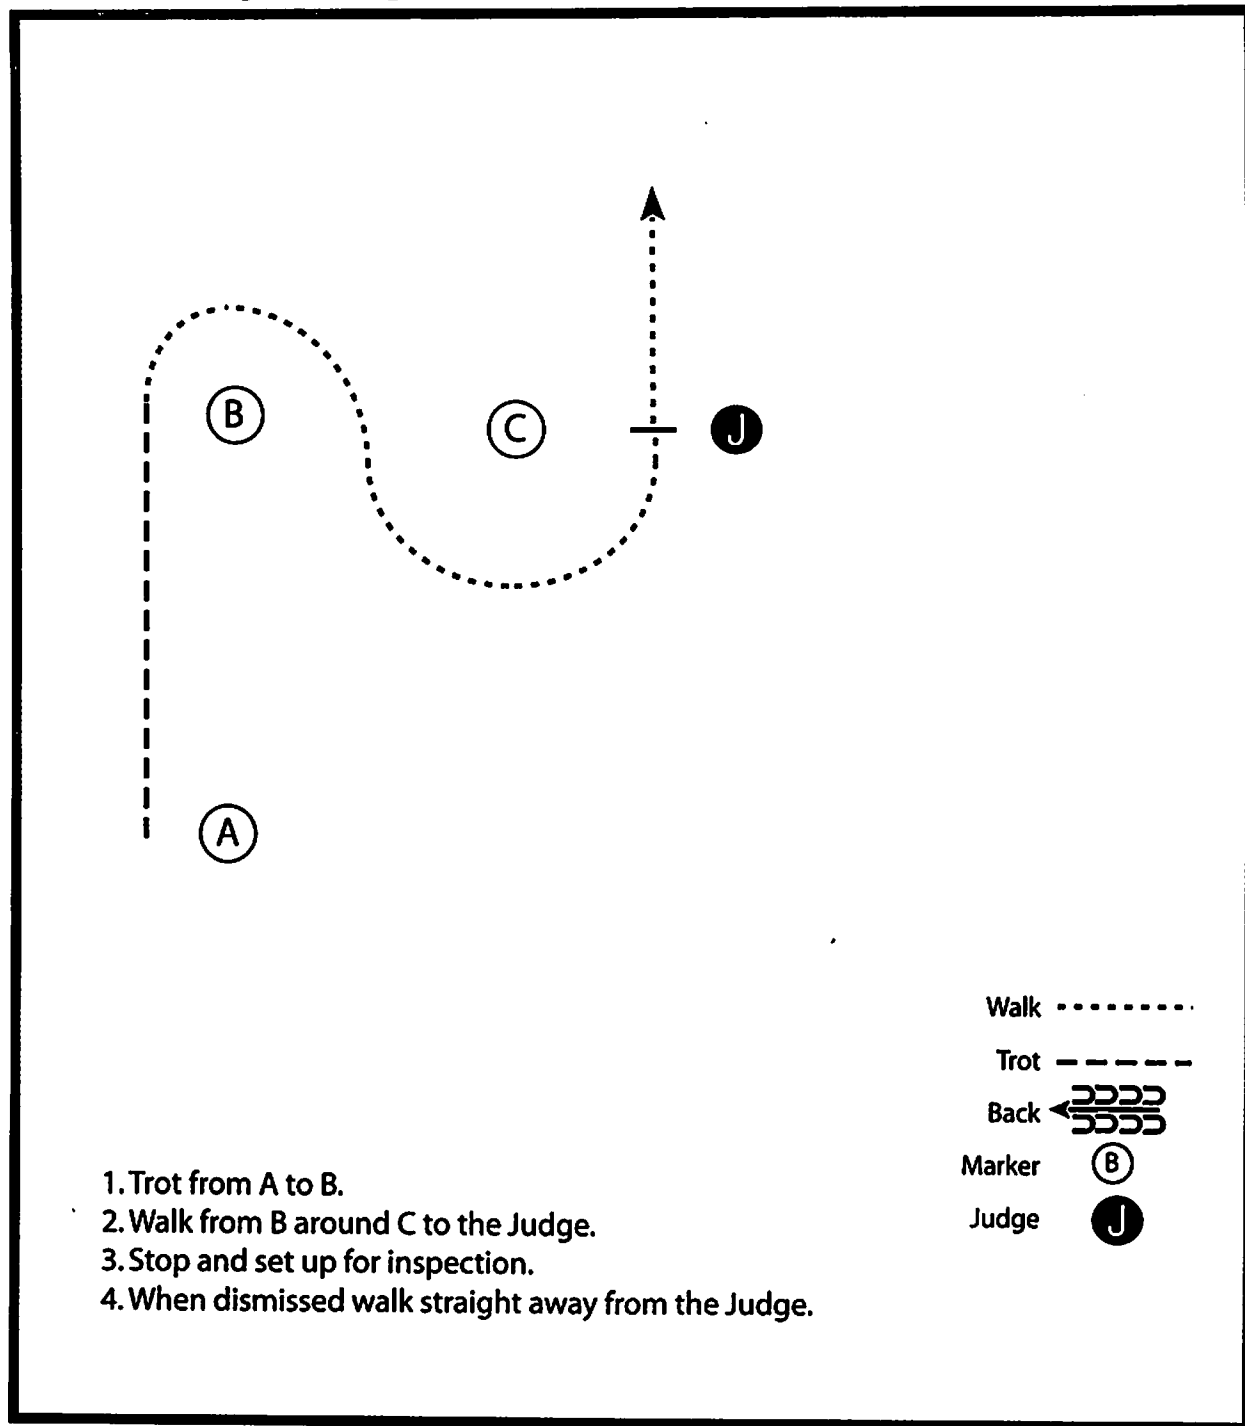 B
C
J
A
Walk
Trot
Back
Marker B
Judge J
1. Trot from A to B.
2. Walk from B around C to the Judge.
3. Stop and set up for inspection.
4. When dismissed walk straight away from the Judge.